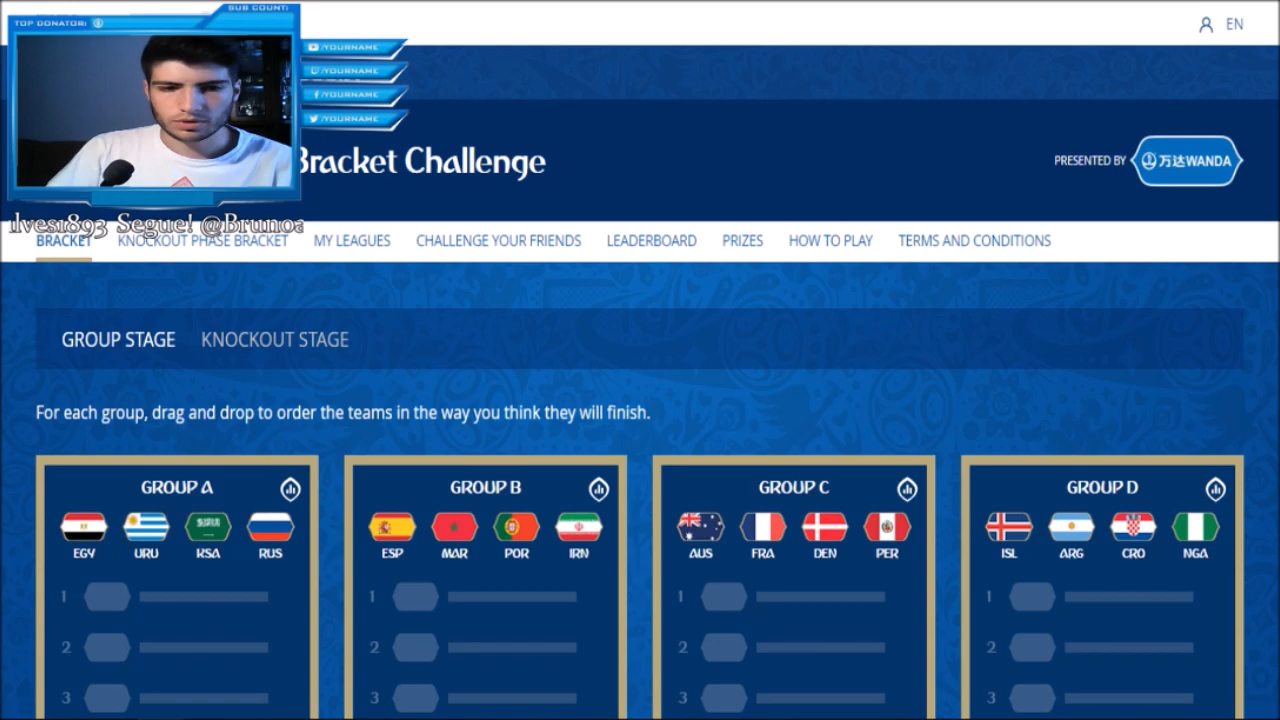 SUB COUNT:
TOP DONATOR:
/YOURNAME
/YOURNAME
/YOURNAME
/YOURNAME
EN
Bracket Challenge
PRESENTED BY 万达WANDA
lves1893 Segue! @Brunoa
BRACKET KNOCKOUT PHASE BRACKET MY LEAGUES CHALLENGE YOUR FRIENDS LEADERBOARD PRIZES HOW TO PLAY TERMS AND CONDITIONS
GROUP STAGE KNOCKOUT STAGE
For each group, drag and drop to order the teams in the way you think they will finish.
GROUP A GROUP B GROUP C GROUP D
EGY URU KSA RUS ESP MAR POR IRN AUS FRA DEN PER ISL ARG CRO NGA
1 1 1 1
2 2 2 2
3 3 3 3